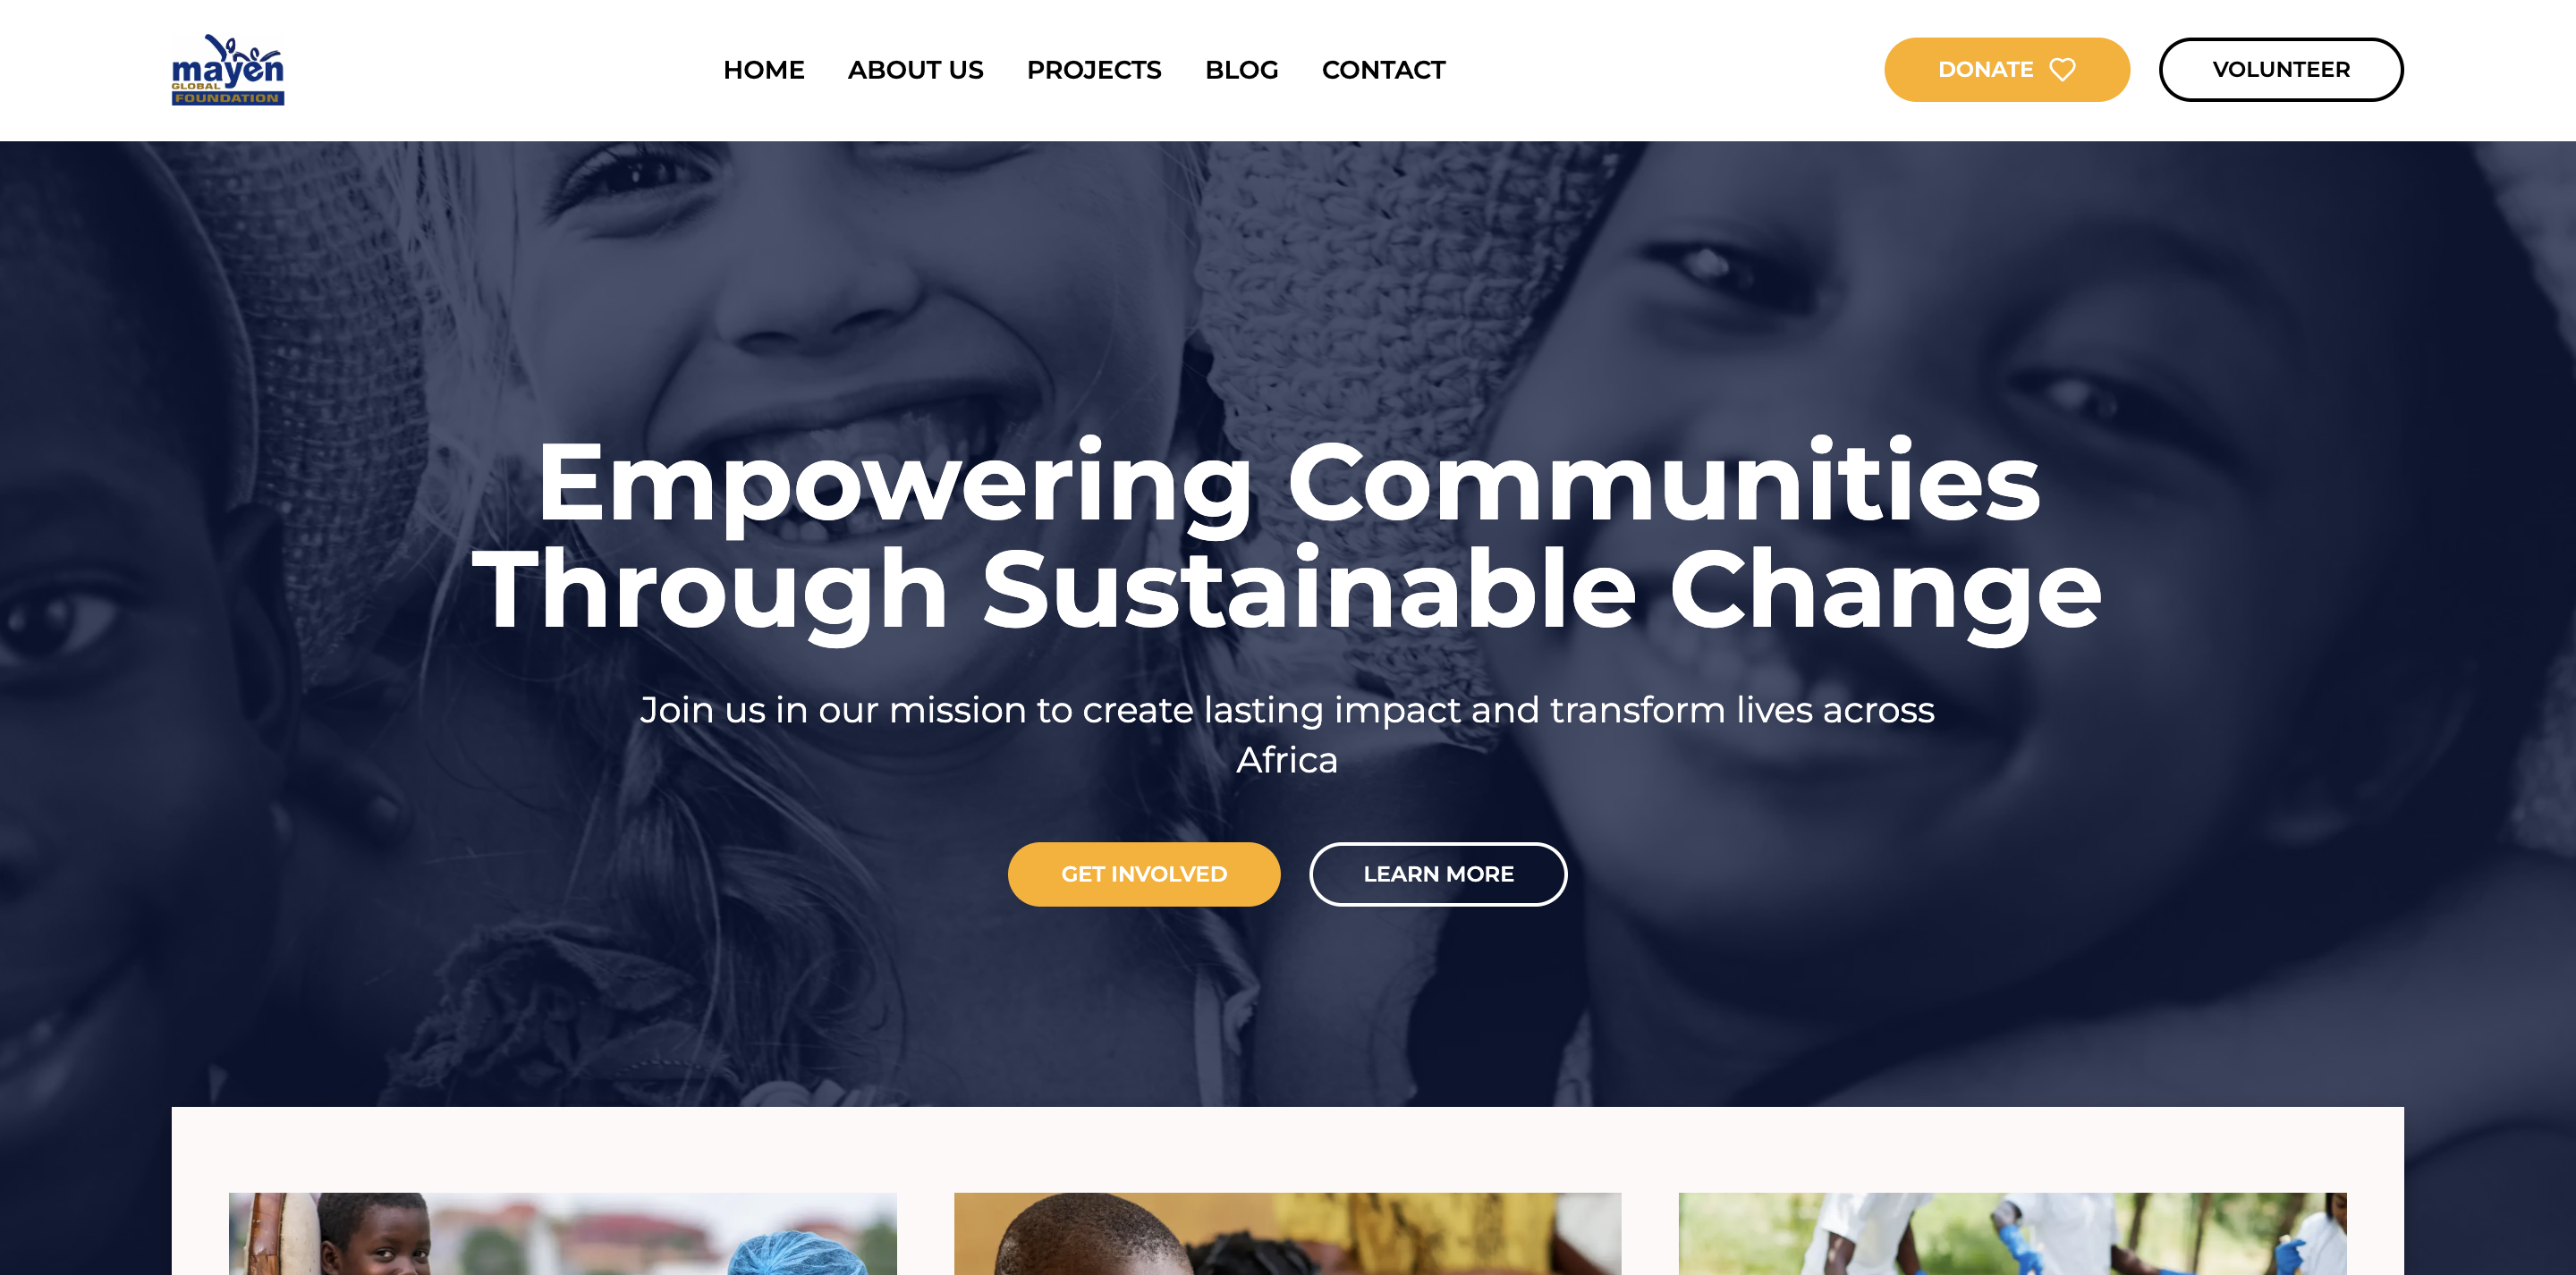 mayen
GLOBAL
FOUNDATION
HOME
ABOUT US
PROJECTS
BLOG
CONTACT
DONATE
VOLUNTEER
Empowering Communities
Through Sustainable Change
Join us in our mission to create lasting impact and transform lives across
Africa
GET INVOLVED
LEARN MORE